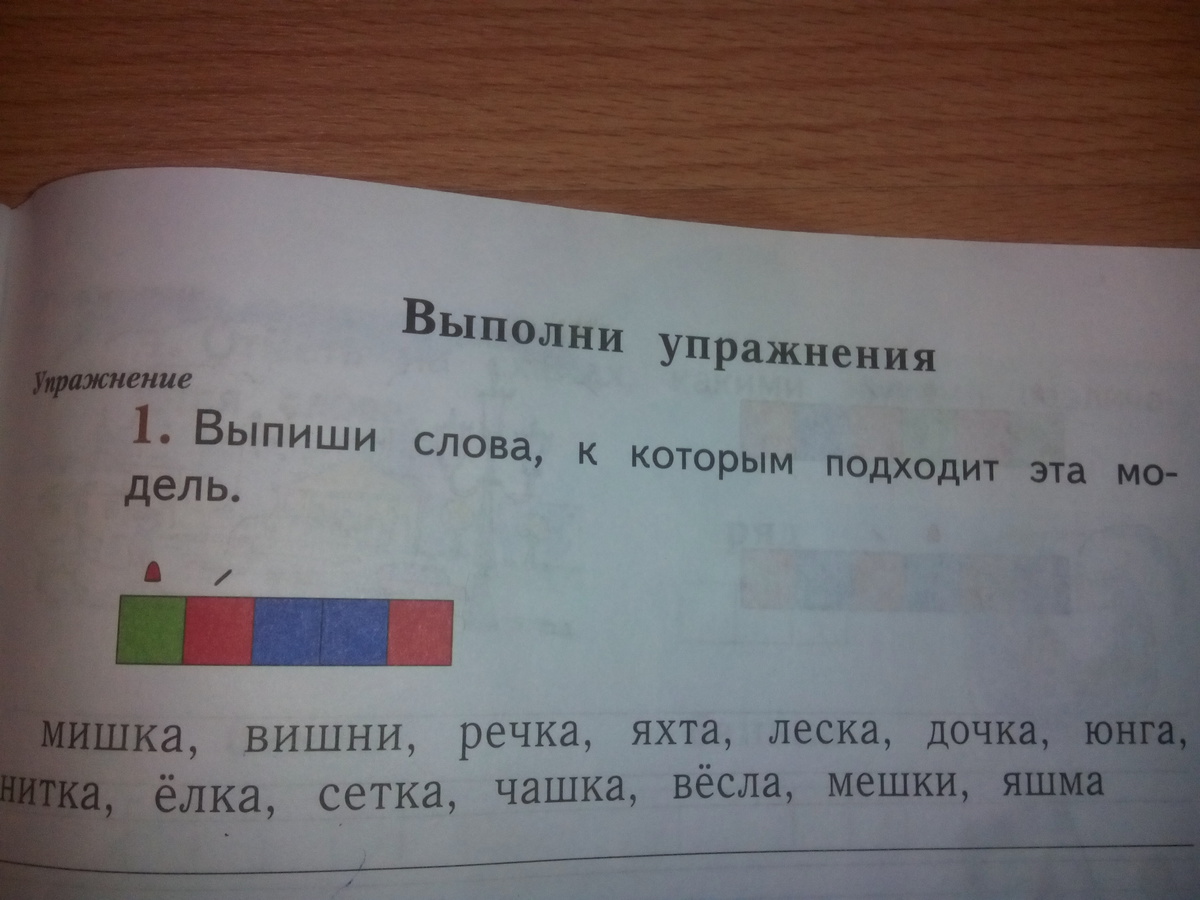 Выполни упражнения
Упражнение
1. Выпиши слова, к которым подходит эта мо-
дель.
мишка, вишни, речка, яхта, леска, дочка, юнга,
нитка, ёлка, сетка, чашка, вёсла, мешки, яшма